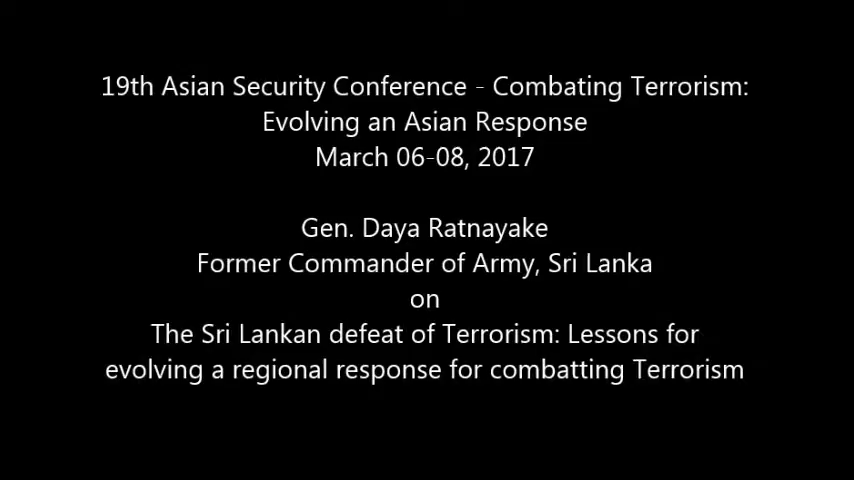 19th Asian Security Conference - Combating Terrorism:
Evolving an Asian Response
March 06-08, 2017
Gen. Daya Ratnayake
Former Commander of Army, Sri Lanka
on
The Sri Lankan defeat of Terrorism: Lessons for
evolving a regional response for combatting Terrorism